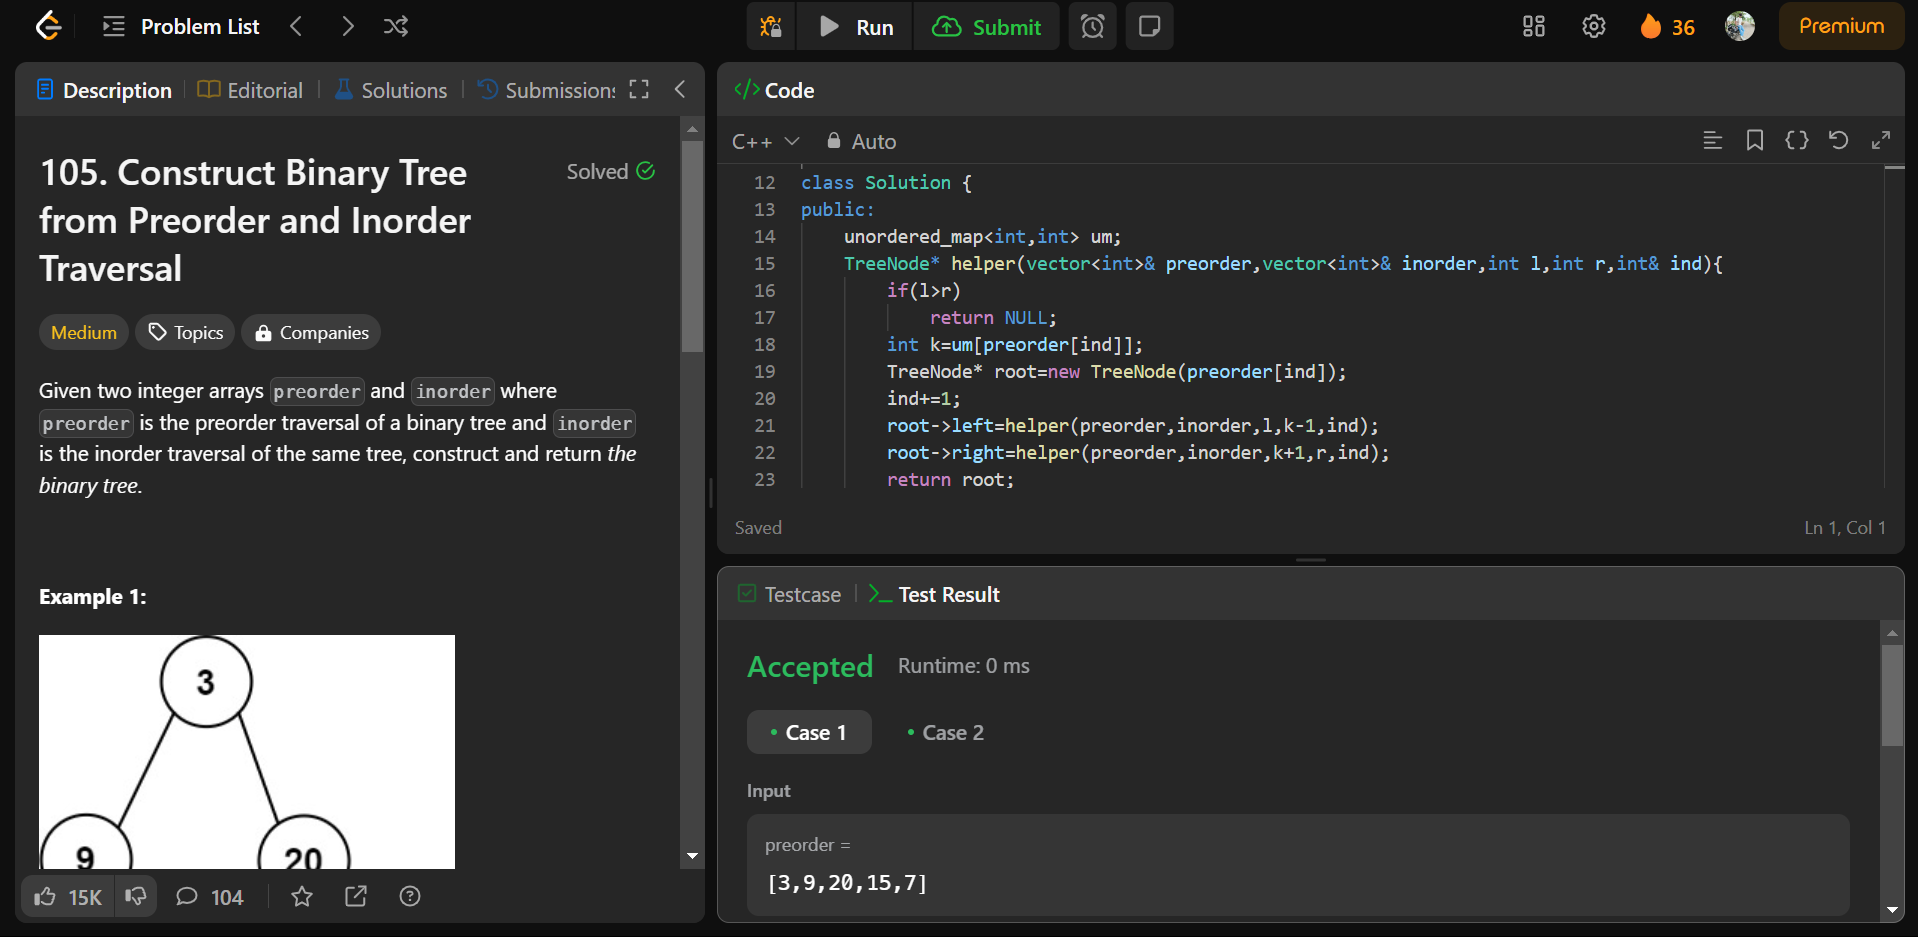 Problem List
Run
Submit
36
Premium
Description
Editorial
Solutions
Submissions
105. Construct Binary Tree
from Preorder and Inorder
Traversal
Solved
Medium
Topics
Companies
Given two integer arrays preorder and inorder where
preorder is the preorder traversal of a binary tree and inorder
is the inorder traversal of the same tree, construct and return the
binary tree.
Example 1:
3
9
20
15K
104
</> Code
C++
Auto
12 class Solution {
13 public:
14 unordered_map<int,int> um;
15 TreeNode* helper(vector<int>& preorder,vector<int>& inorder,int l,int r,int& ind){
16 if(l>r)
17 return NULL;
18 int k=um[preorder[ind]];
19 TreeNode* root=new TreeNode(preorder[ind]);
20 ind+=1;
21 root->left=helper(preorder,inorder,l,k-1,ind);
22 root->right=helper(preorder,inorder,k+1,r,ind);
23 return root;
Saved
Ln 1, Col 1
Testcase
>_ Test Result
Accepted
Runtime: 0 ms
• Case 1
• Case 2
Input
preorder =
[3,9,20,15,7]